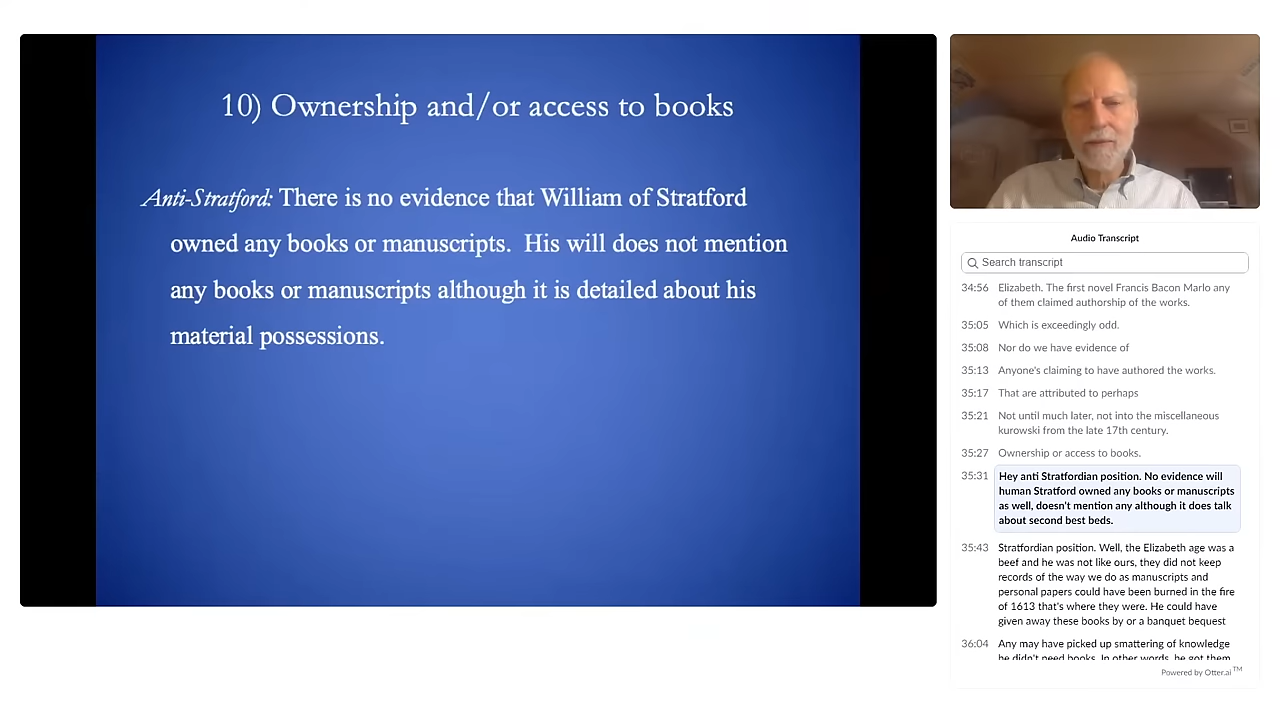 10) Ownership and/or access to books
Anti-Stratford: There is no evidence that William of Stratford
owned any books or manuscripts. His will does not mention
any books or manuscripts although it is detailed about his
material possessions.
Audio Transcript
Search transcript
34:56 Elizabeth. The first novel Francis Bacon Marlo any
of them claimed authorship of the works.
35:05 Which is exceedingly odd.
35:08 Nor do we have evidence of
35:13 Anyone's claiming to have authored the works.
35:17 That are attributed to perhaps
35:21 Not until much later, not into the miscellaneous
kurowski from the late 17th century.
35:27 Ownership or access to books.
35:31 Hey anti Stratfordian position. No evidence will
human Stratford owned any books or manuscripts
as well, doesn't mention any although it does talk
about second best beds.
35:43 Stratfordian position. Well, the Elizabeth age was a
beef and he was not like ours, they did not keep
records of the way we do as manuscripts and
personal papers could have been burned in the fire
of 1613 that's where they were. He could have
given away these books by or a banquet bequest
36:04 Any may have picked up smattering of knowledge
he didn't need books. In other words, he got them
Powered by Otter.ai™